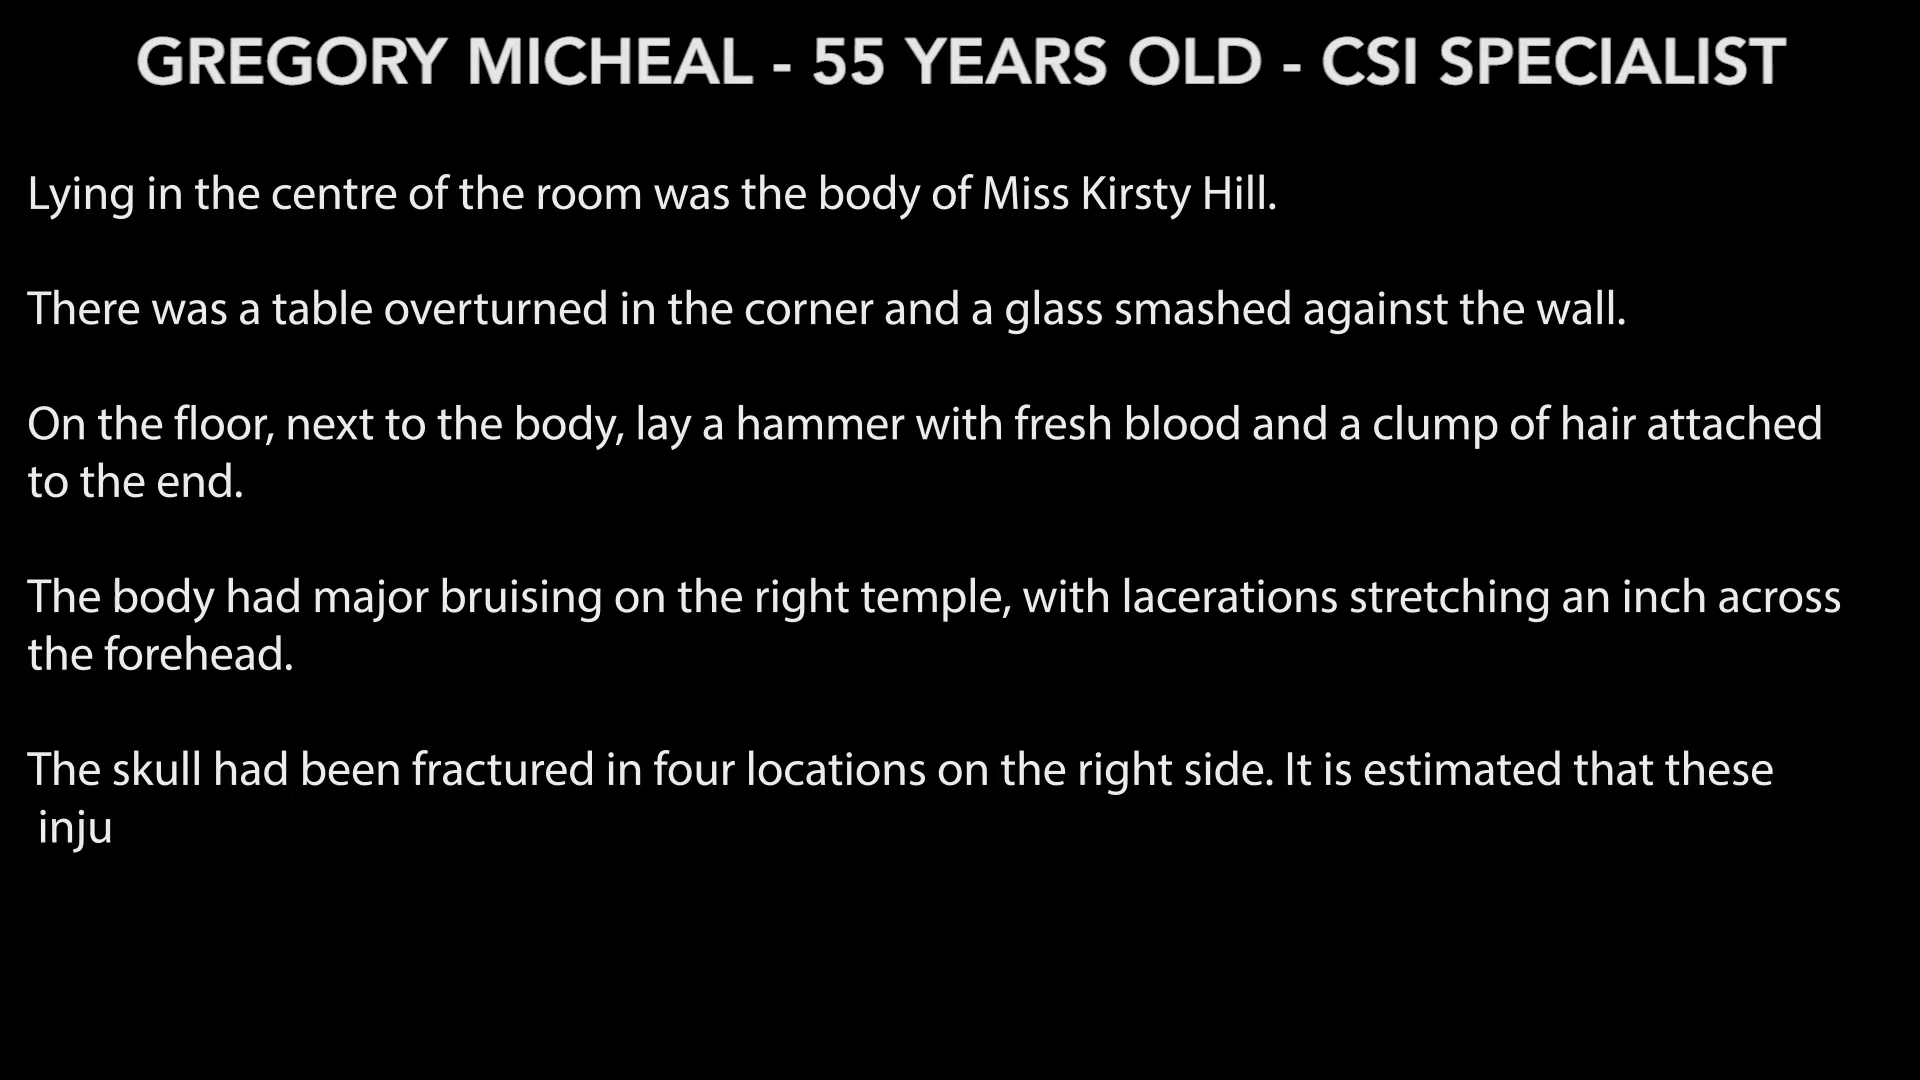 GREGORY MICHEAL - 55 YEARS OLD - CSI SPECIALIST
Lying in the centre of the room was the body of Miss Kirsty Hill.
There was a table overturned in the corner and a glass smashed against the wall.
On the floor, next to the body, lay a hammer with fresh blood and a clump of hair attached
to the end.
The body had major bruising on the right temple, with lacerations stretching an inch across
the forehead.
The skull had been fractured in four locations on the right side. It is estimated that these
inju